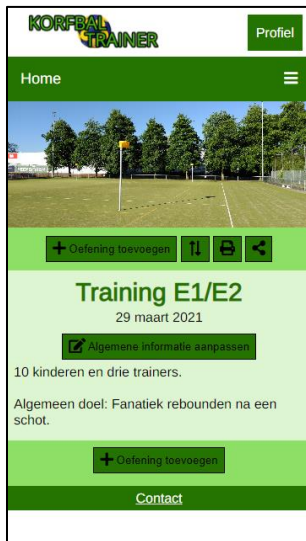 KORFBAL
TRAINER
Profiel
Home
Oefening toevoegen
Training E1/E2
29 maart 2021
Algemene informatie aanpassen
10 kinderen en drie trainers.
Algemeen doel: Fanatiek rebounden na een
schot.
Oefening toevoegen
Contact